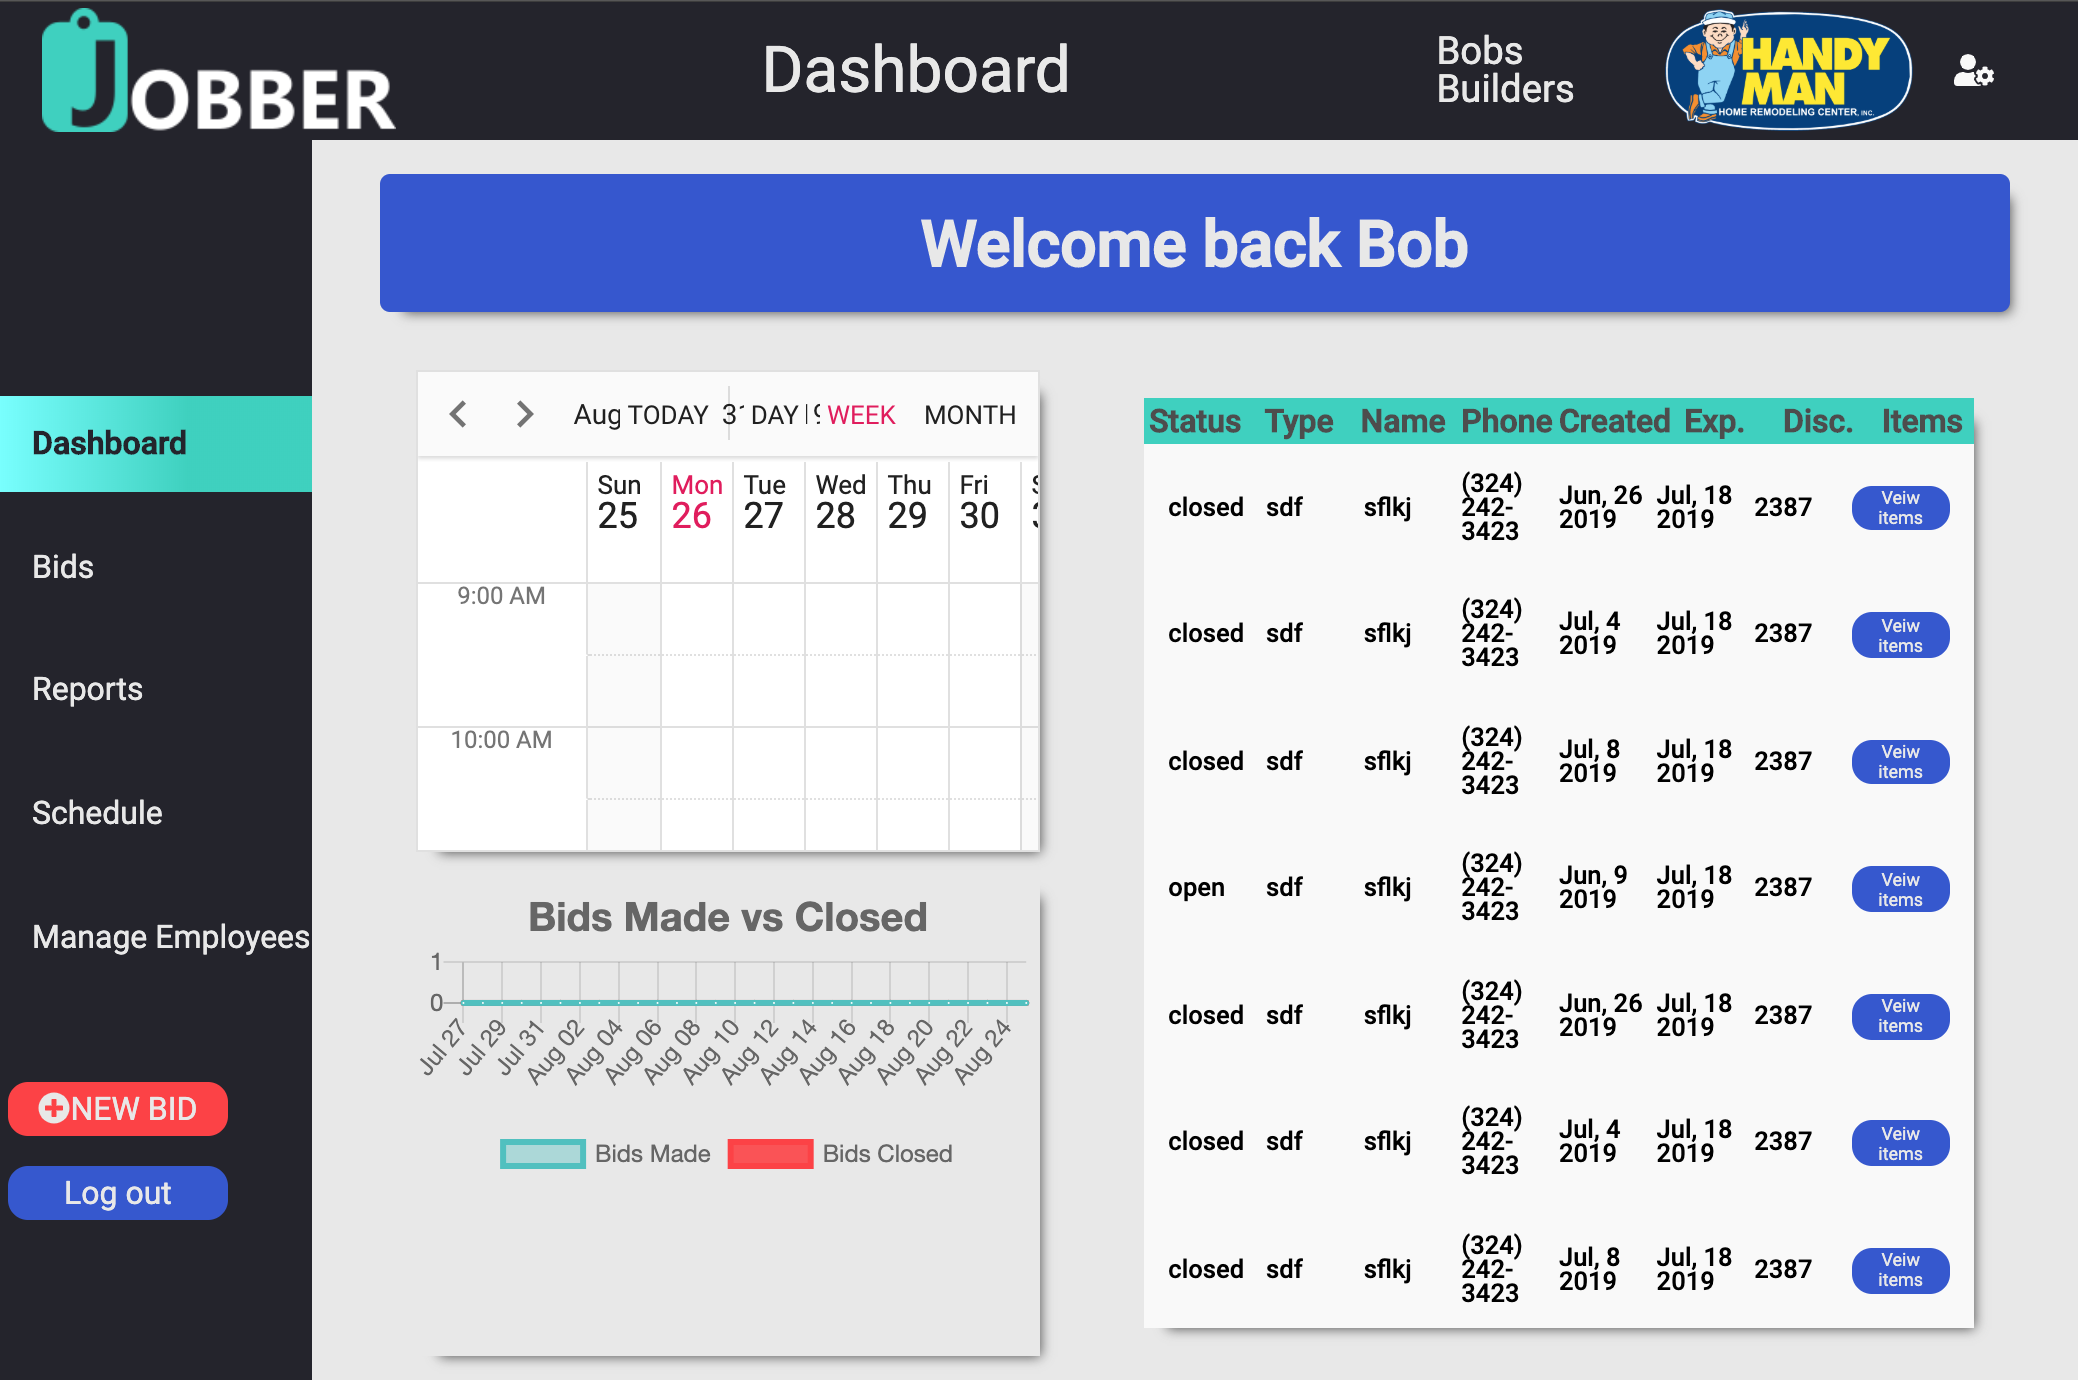 JOBBER
Dashboard
Bobs
Builders
HANDY
MAN
HOME REMODELING CENTER, INC.
Dashboard
Bids
Reports
Schedule
Manage Employees
NEW BID
Log out
Welcome back Bob
Aug TODAY DAY WEEK MONTH
Sun Mon Tue Wed Thu Fri
25 26 27 28 29 30
9:00 AM
10:00 AM
Bids Made vs Closed
1
0
Jul 27 Jul 29 Jul 31 Aug 02 Aug 04 Aug 06 Aug 08 Aug 10 Aug 12 Aug 14 Aug 16 Aug 18 Aug 20 Aug 22 Aug 24
Bids Made Bids Closed
Status Type Name Phone Created Exp. Disc. Items
closed sdf sflkj (324) 242-3423 Jun, 26 2019 Jul, 18 2019 2387 Veiw items
closed sdf sflkj (324) 242-3423 Jul, 4 2019 Jul, 18 2019 2387 Veiw items
closed sdf sflkj (324) 242-3423 Jul, 8 2019 Jul, 18 2019 2387 Veiw items
open sdf sflkj (324) 242-3423 Jun, 9 2019 Jul, 18 2019 2387 Veiw items
closed sdf sflkj (324) 242-3423 Jun, 26 2019 Jul, 18 2019 2387 Veiw items
closed sdf sflkj (324) 242-3423 Jul, 4 2019 Jul, 18 2019 2387 Veiw items
closed sdf sflkj (324) 242-3423 Jul, 8 2019 Jul, 18 2019 2387 Veiw items